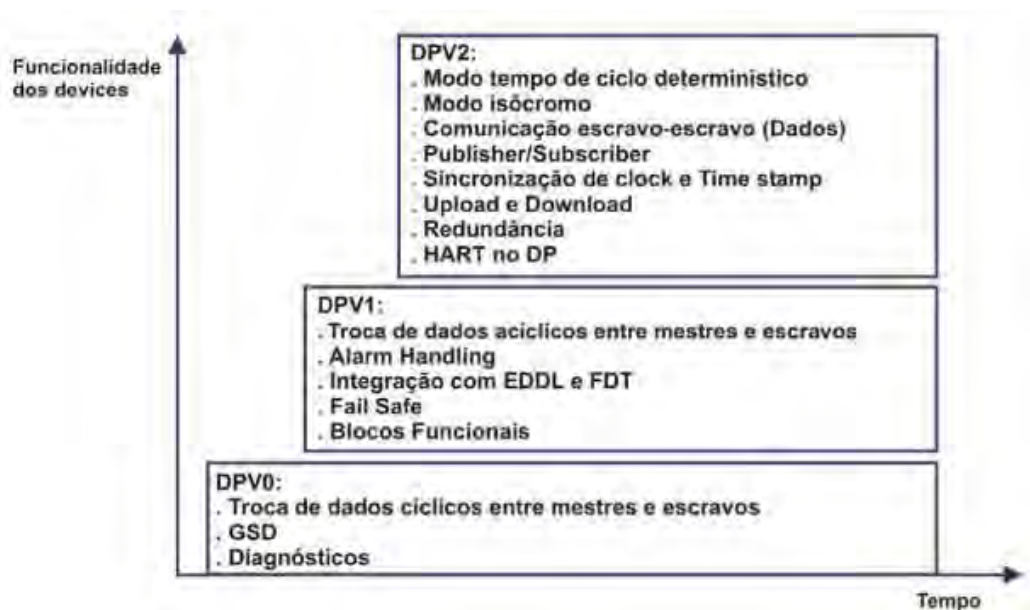 Funcionalidade
dos devices
DPV2:
. Modo tempo de ciclo determinístico
. Modo isòcromo
. Comunicação escravo-escravo (Dados)
. Publisher/Subscriber
. Sincronização de clock e Time stamp
. Upload e Download
. Redundância
. HART no DP
DPV1:
. Troca de dados acíclicos entre mestres e escravos
. Alarm Handling
. Integração com EDDL e FDT
. Fail Safe
. Blocos Funcionais
DPV0:
. Troca de dados cíclicos entre mestres e escravos
. GSD
. Diagnósticos
Tempo